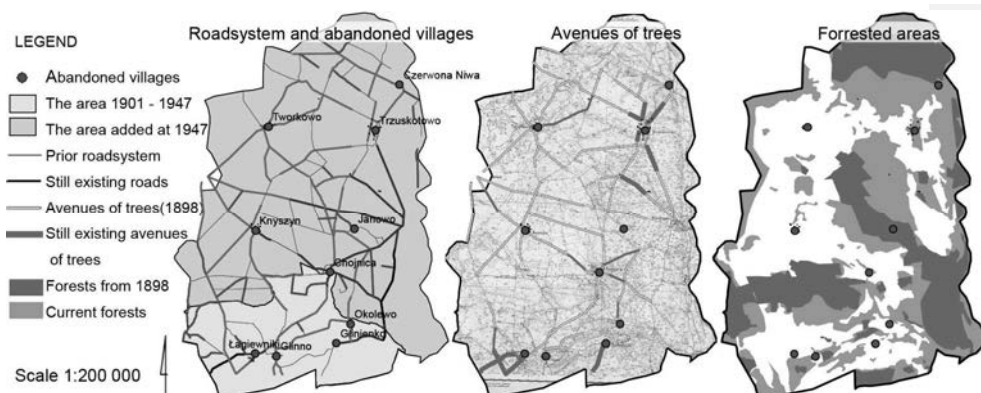 LEGEND
Abandoned villages
The area 1901 - 1947
The area added at 1947
Prior roadsystem
Still existing roads
Avenues of trees(1898)
Still existing avenues
of trees
Forests from 1898
Current forests
Scale 1:200 000
Roadsystem and abandoned villages
Czerwona Niwa
Tworkowo
Trzuskotowo
Knyszyn
Janowo
Chojnica
Okolewo
Glinienko
Łagiewniki
Glinno
Avenues of trees
Forrested areas